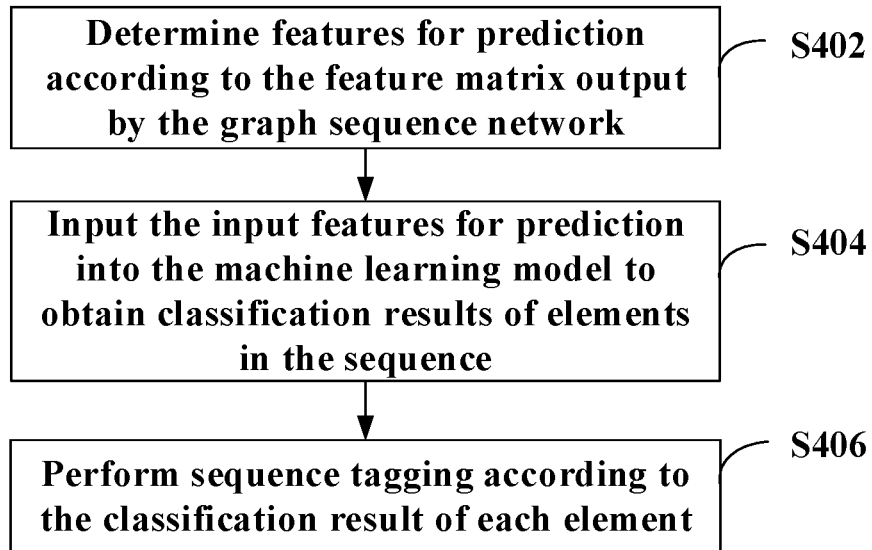 Determine features for prediction
according to the feature matrix output
by the graph sequence network
S402
Input the input features for prediction
into the machine learning model to
obtain classification results of elements
in the sequence
S404
Perform sequence tagging according to
the classification result of each element
S406